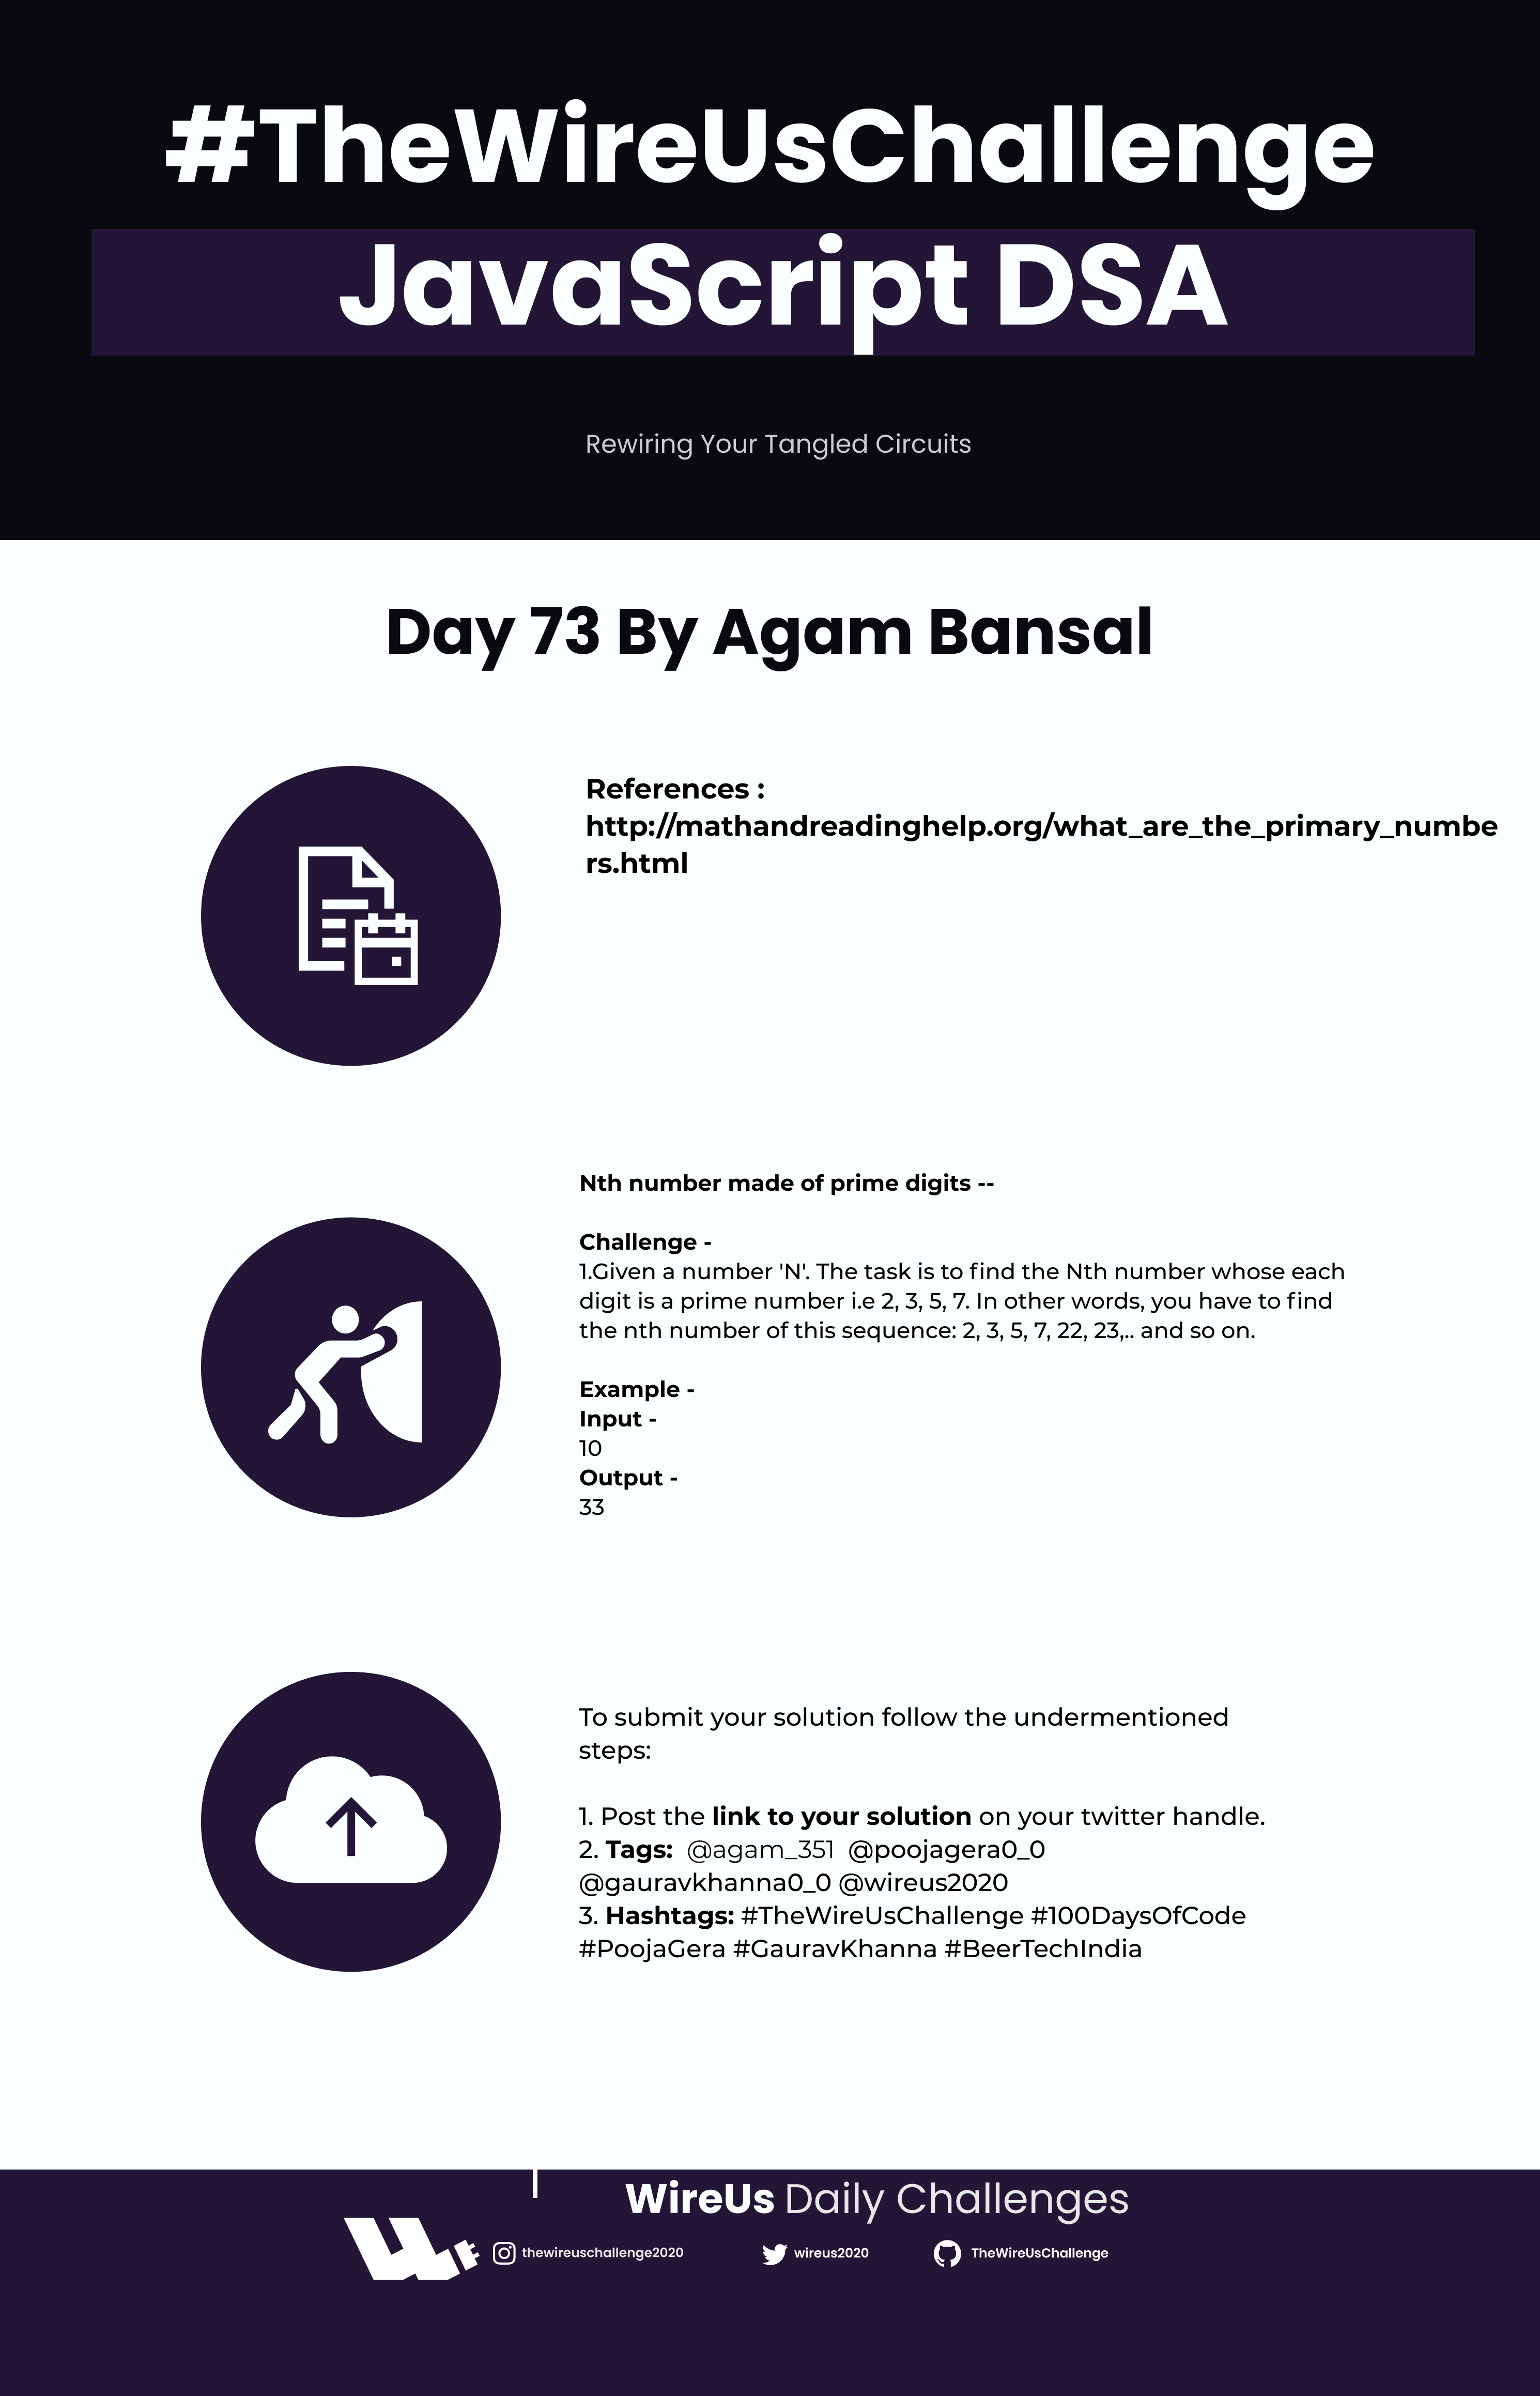 #TheWireUsChallenge
JavaScript DSA
Rewiring Your Tangled Circuits
Day 73 By Agam Bansal
References :
http://mathandreadinghelp.org/what_are_the_primary_numbe
rs.html
Nth number made of prime digits --
Challenge -
1.Given a number 'N'. The task is to find the Nth number whose each
digit is a prime number i.e 2, 3, 5, 7. In other words, you have to find
the nth number of this sequence: 2, 3, 5, 7, 22, 23,.. and so on.
Example -
Input -
10
Output -
33
To submit your solution follow the undermentioned
steps:
1. Post the link to your solution on your twitter handle.
2. Tags: @agam_351 @poojagera0_0
@gauravkhanna0_0 @wireus2020
3. Hashtags: #TheWireUsChallenge #100DaysOfCode
#PoojaGera #GauravKhanna #BeerTechIndia
WireUs Daily Challenges
thewireuschallenge2020 wireus2020 TheWireUsChallenge